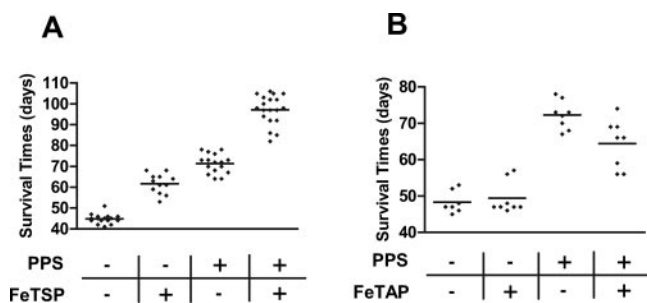 A
Survival Times (days)
110
100
90
80
70
60
50
40
PPS - - + +
FeTSP - + - +
B
Survival Times (days)
80
70
60
50
40
PPS - - + +
FeTAP - + - +